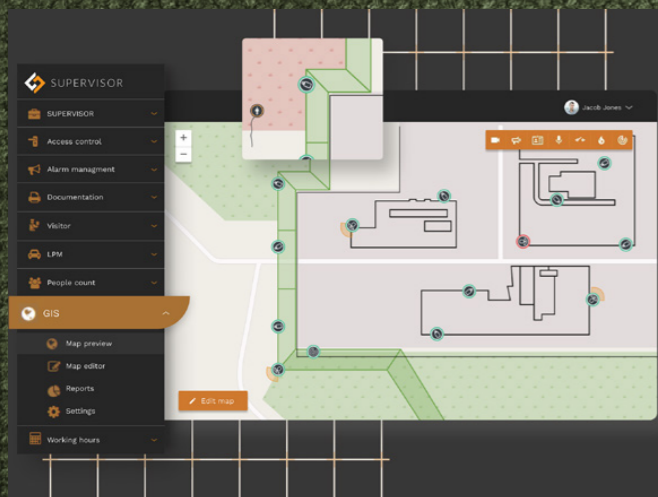 SUPERVISOR
SUPERVISOR
Access control
Alarm managment
Documentation
Visitor
LPM
People count
GIS
Map preview
Map editor
Reports
Settings
Working hours
Jacob Jones
+
−
Edit map